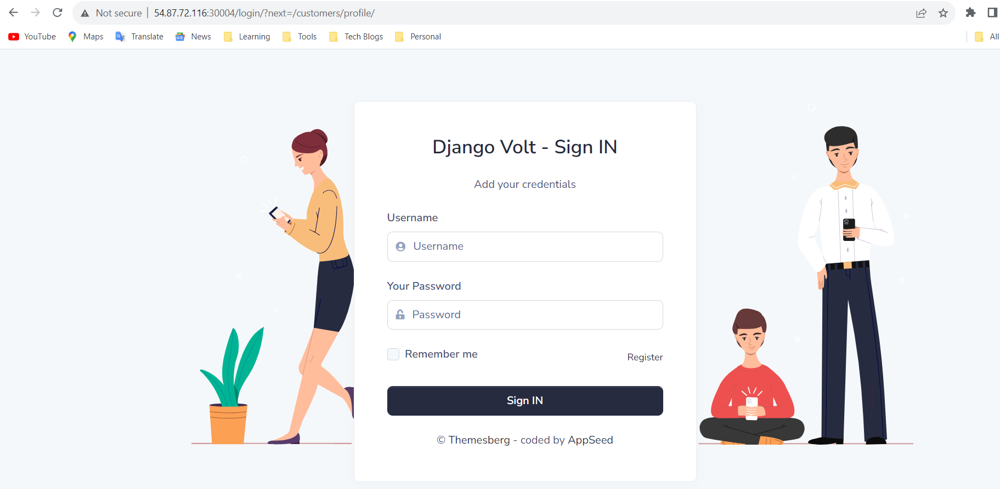 Not secure 54.87.72.116:30004/login/?next=/customers/profile/
YouTube Maps Translate News Learning Tools Tech Blogs Personal All
Django Volt - Sign IN
Add your credentials
Username
Username
Your Password
Password
Remember me Register
Sign IN
© Themesberg - coded by AppSeed